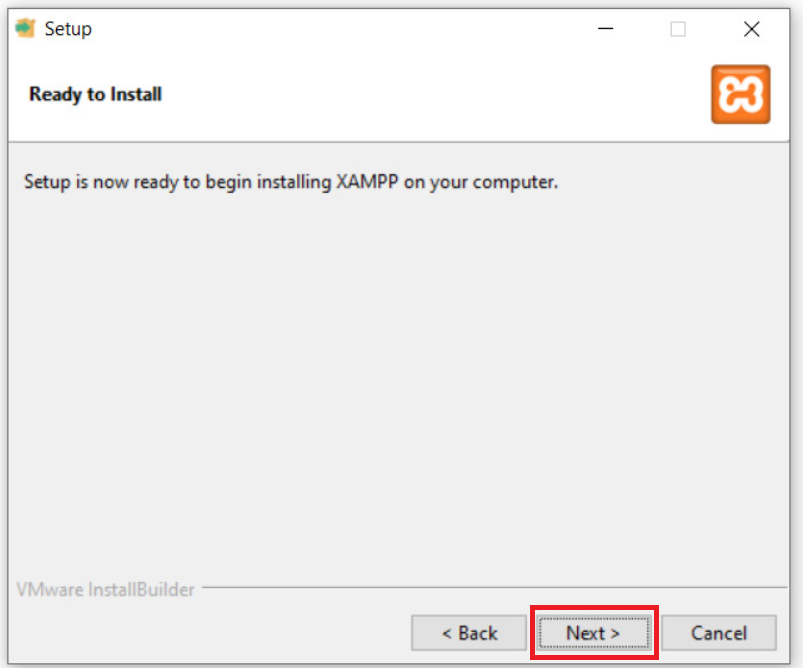 Setup
Ready to Install
Setup is now ready to begin installing XAMPP on your computer.
VMware InstallBuilder
< Back
Next >
Cancel